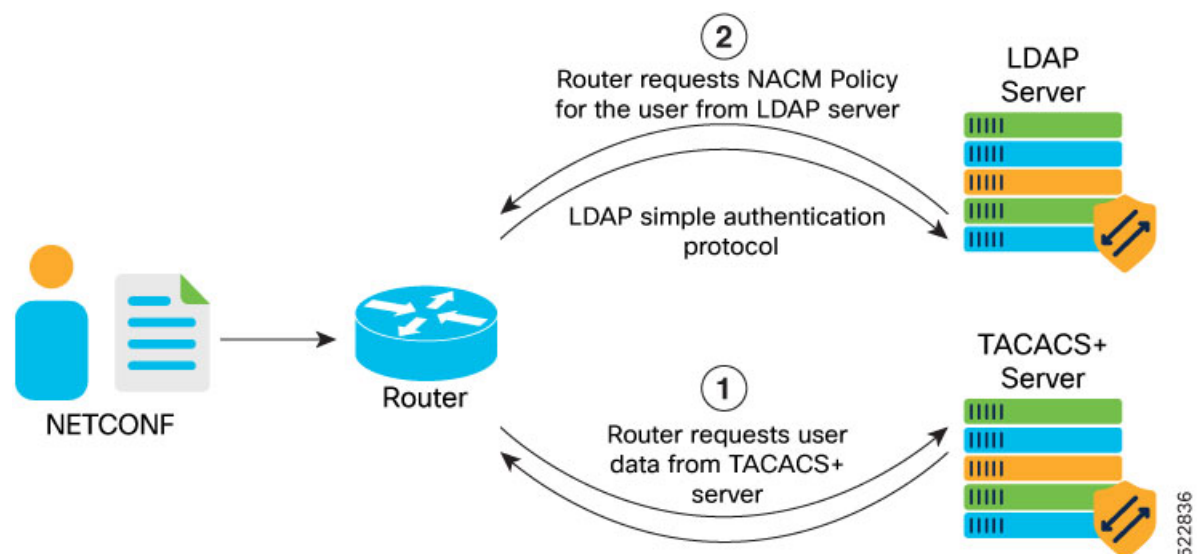 2
Router requests NACM Policy
for the user from LDAP server
LDAP
Server
LDAP simple authentication
protocol
NETCONF
Router
1
Router requests user
data from TACACS+
server
TACACS+
Server
522836